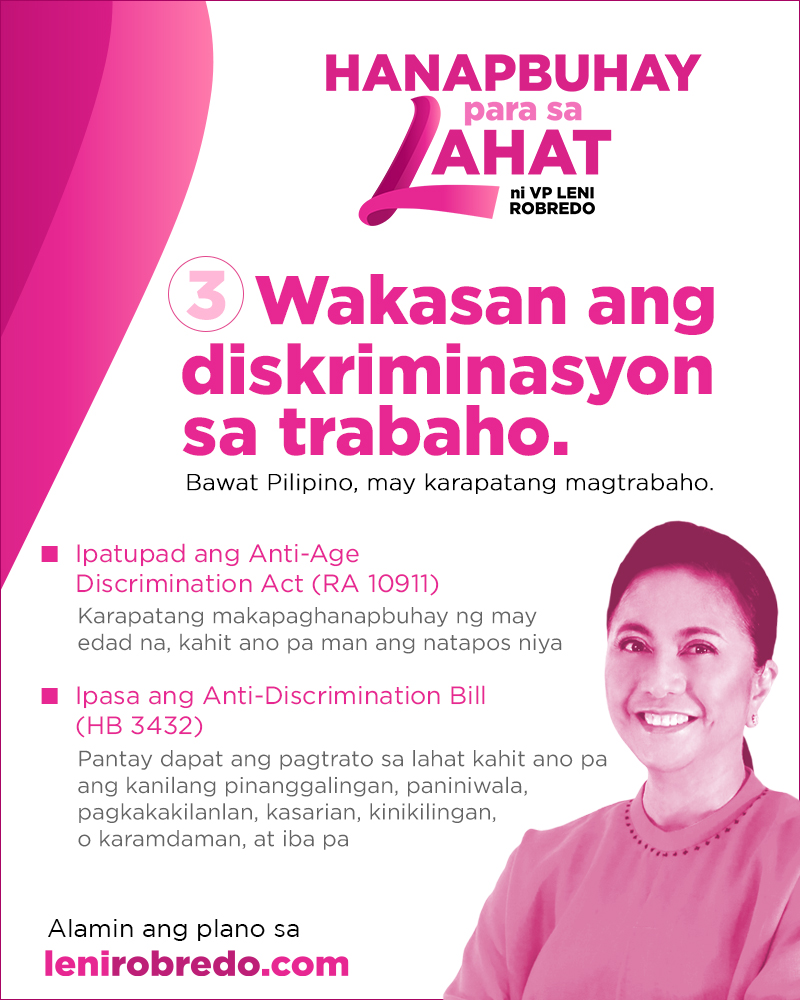 HANAPBUHAY
para sa
LAHAT
ni VP LENI
ROBREDO
3 Wakasan ang
diskriminasyon
sa trabaho.
Bawat Pilipino, may karapatang magtrabaho.
Ipatupad ang Anti-Age
Discrimination Act (RA 10911)
Karapatang makapaghanapbuhay ng may
edad na, kahit ano pa man ang natapos niya
Ipasa ang Anti-Discrimination Bill
(HB 3432)
Pantay dapat ang pagtrato sa lahat kahit ano pa
ang kanilang pinanggalingan, paniniwala,
pagkakakilanlan, kasarian, kinikilingan,
o karamdaman, at iba pa
Alamin ang plano sa
lenirobredo.com